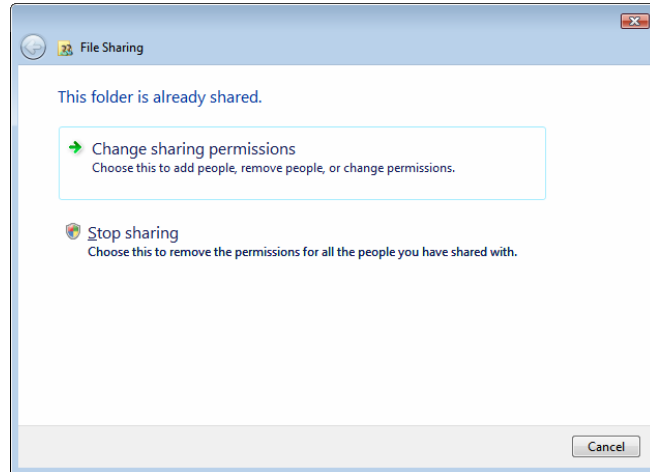 File Sharing
This folder is already shared.
Change sharing permissions
Choose this to add people, remove people, or change permissions.
Stop sharing
Choose this to remove the permissions for all the people you have shared with.
Cancel